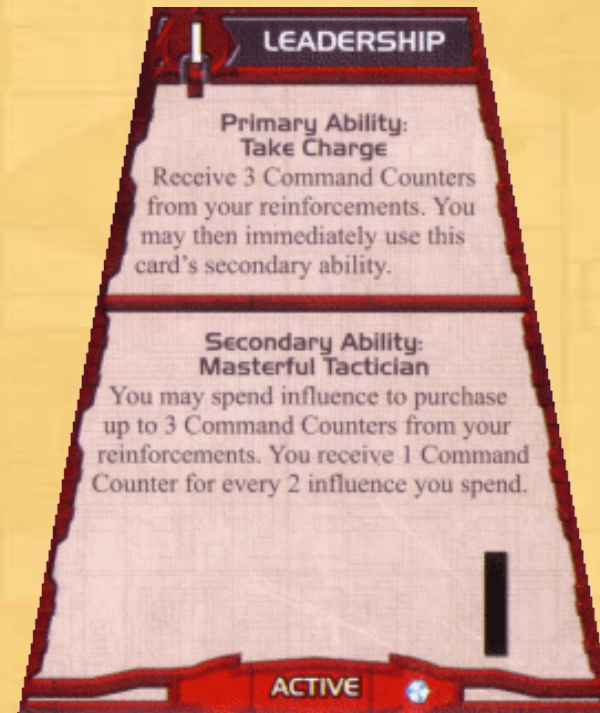 LEADERSHIP
Primary Ability:
Take Charge
Receive 3 Command Counters
from your reinforcements. You
may then immediately use this
card's secondary ability.
Secondary Ability:
Masterful Tactician
You may spend influence to purchase
up to 3 Command Counters from your
reinforcements. You receive 1 Command
Counter for every 2 influence you spend.
ACTIVE